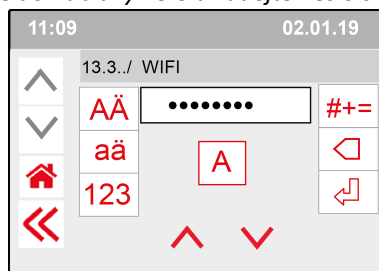 11:09 02.01.19
13.3../ WIFI
AÄ •••••••• #+=
aä A
123